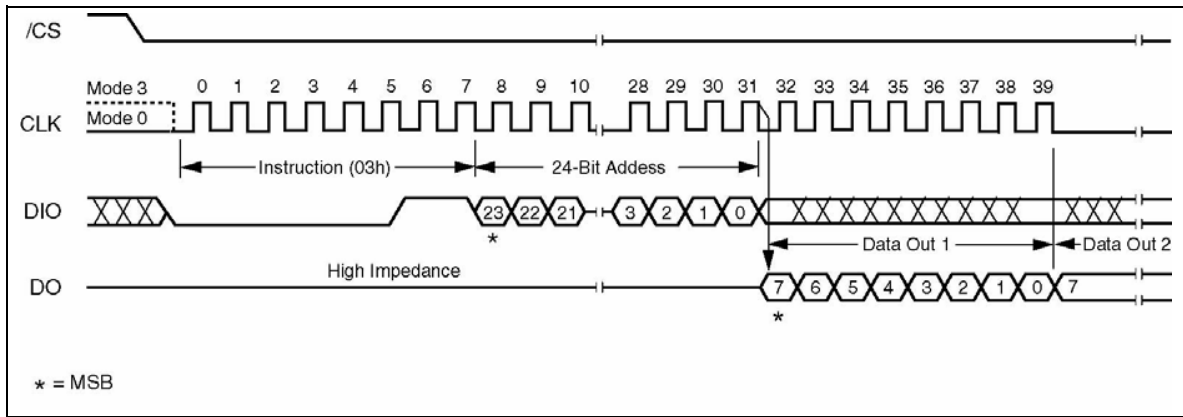 /CS
Mode 3
0 1 2 3 4 5 6 7 8 9 10 28 29 30 31 32 33 34 35 36 37 38 39
Mode 0
CLK
Instruction (03h) 24-Bit Addess
DIO 23 22 21 3 2 1 0
*
Data Out 1 Data Out 2
High Impedance
DO 7 6 5 4 3 2 1 0 7
*
* = MSB